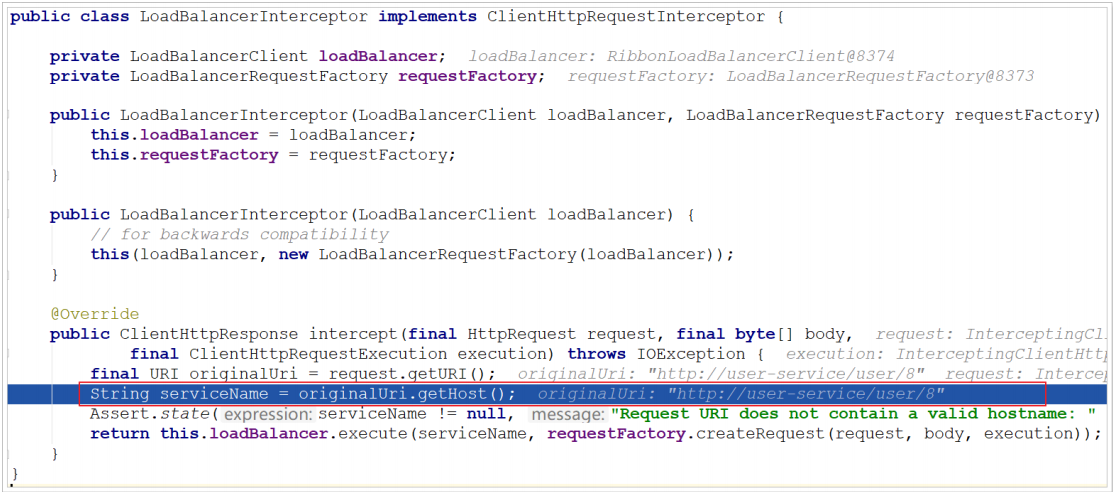 public class LoadBalancerInterceptor implements ClientHttpRequestInterceptor {
private LoadBalancerClient loadBalancer; loadBalancer: RibbonLoadBalancerClient@8374
private LoadBalancerRequestFactory requestFactory; requestFactory: LoadBalancerRequestFactory@8373
public LoadBalancerInterceptor(LoadBalancerClient loadBalancer, LoadBalancerRequestFactory requestFactory)
this.loadBalancer = loadBalancer;
this.requestFactory = requestFactory;
}
public LoadBalancerInterceptor(LoadBalancerClient loadBalancer) {
// for backwards compatibility
this(loadBalancer, new LoadBalancerRequestFactory(loadBalancer));
}
@Override
public ClientHttpResponse intercept(final HttpRequest request, final byte[] body, request: InterceptingCl
final ClientHttpRequestExecution execution) throws IOException { execution: InterceptingClientHttp
final URI originalUri = request.getURI(); originalUri: "http://user-service/user/8" request: Intercep
String serviceName = originalUri.getHost(); originalUri: "http://user-service/user/8"
Assert.state( expression: serviceName != null, message: "Request URI does not contain a valid hostname: "
return this.loadBalancer.execute(serviceName, requestFactory.createRequest(request, body, execution));
}
}